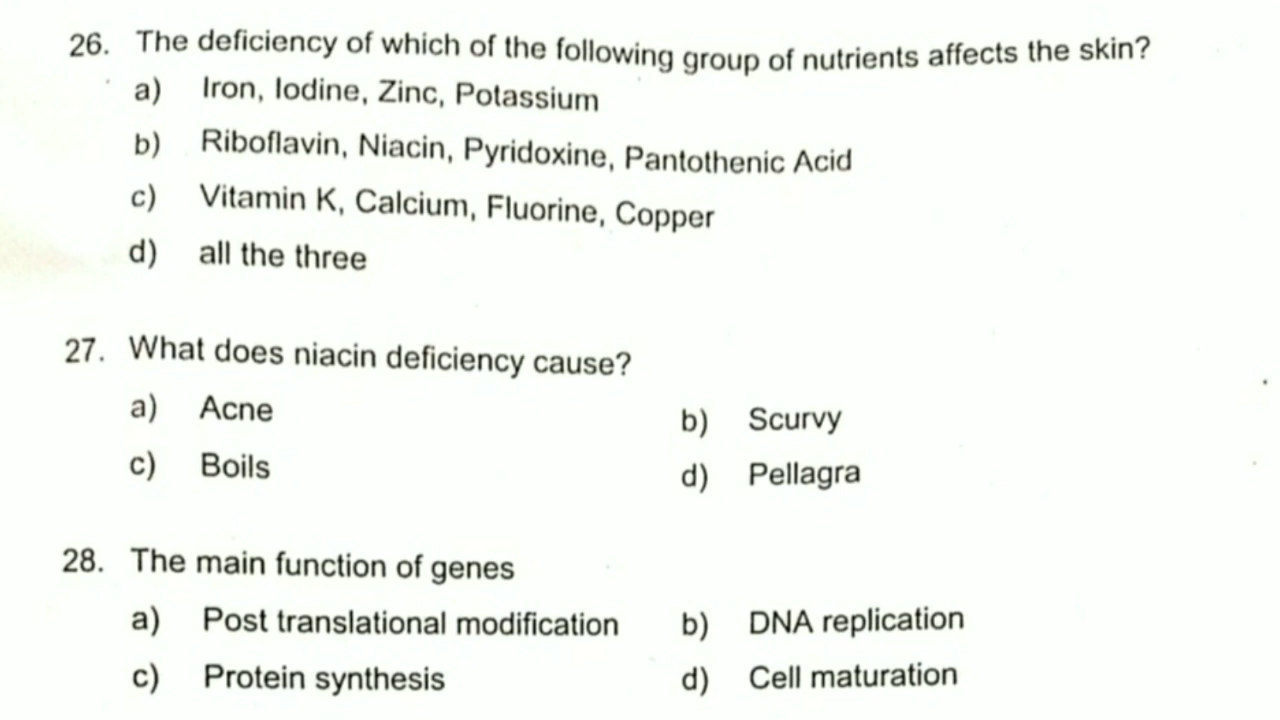 26. The deficiency of which of the following group of nutrients affects the skin?
a) Iron, Iodine, Zinc, Potassium
b) Riboflavin, Niacin, Pyridoxine, Pantothenic Acid
c) Vitamin K, Calcium, Fluorine, Copper
d) all the three
27. What does niacin deficiency cause?
a) Acne b) Scurvy
c) Boils d) Pellagra
28. The main function of genes
a) Post translational modification b) DNA replication
c) Protein synthesis d) Cell maturation